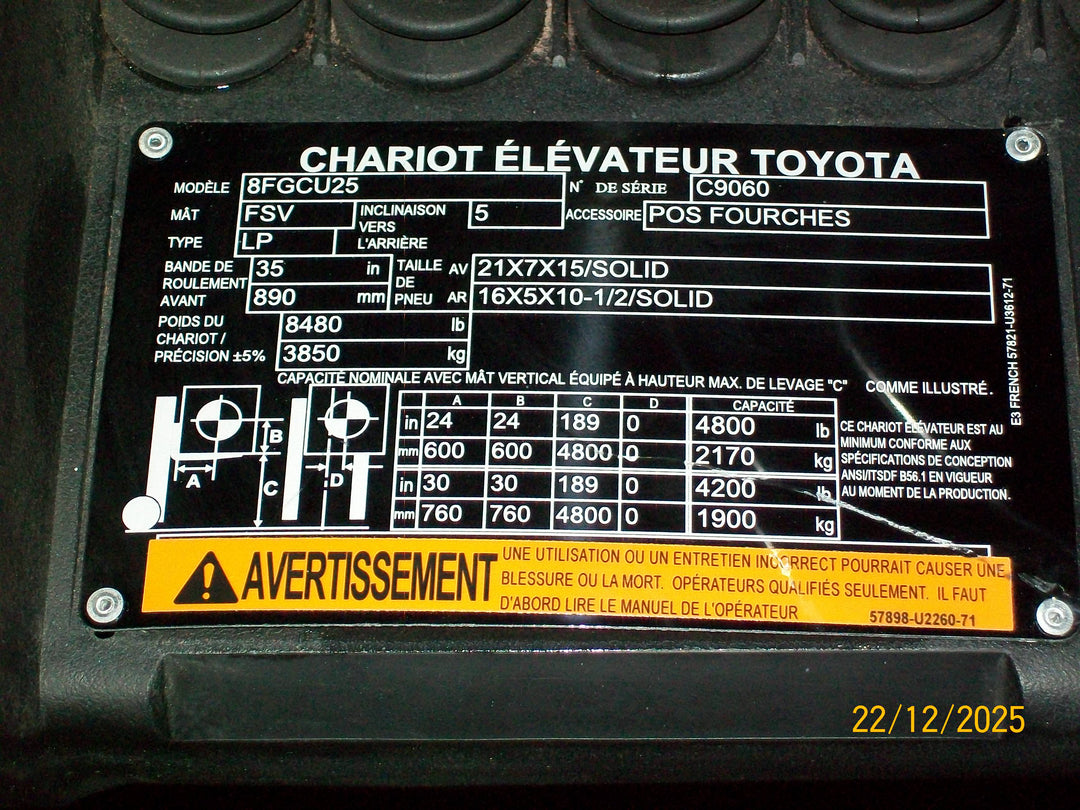 CHARIOT ÉLÉVATEUR TOYOTA
MODÈLE 8FGCU25 N° DE SÉRIE C9060
MÂT FSV INCLINAISON VERS L'ARRIÈRE 5 ACCESSOIRE POS FOURCHES
TYPE LP
BANDE DE ROULEMENT AVANT 35 in TAILLE DE PNEU AV 21X7X15/SOLID
890 mm AR 16X5X10-1/2/SOLID
POIDS DU CHARIOT / PRÉCISION ±5% 8480 lb
3850 kg
E3 FRENCH 57821-U3612-71
CAPACITÉ NOMINALE AVEC MÂT VERTICAL ÉQUIPÉ À HAUTEUR MAX. DE LEVAGE "C" COMME ILLUSTRÉ.
A B C D
A B C D CAPACITÉ
in 24 24 189 0 4800 lb
mm 600 600 4800 0 2170 kg
in 30 30 189 0 4200 lb
mm 760 760 4800 0 1900 kg
CE CHARIOT ÉLÉVATEUR EST AU
MINIMUM CONFORME AUX
SPÉCIFICATIONS DE CONCEPTION
ANSI/ITSDF B56.1 EN VIGUEUR
AU MOMENT DE LA PRODUCTION.
AVERTISSEMENT
UNE UTILISATION OU UN ENTRETIEN INCORRECT POURRAIT CAUSER UNE
BLESSURE OU LA MORT. OPÉRATEURS QUALIFIÉS SEULEMENT. IL FAUT
D'ABORD LIRE LE MANUEL DE L'OPÉRATEUR
57898-U2260-71
22/12/2025